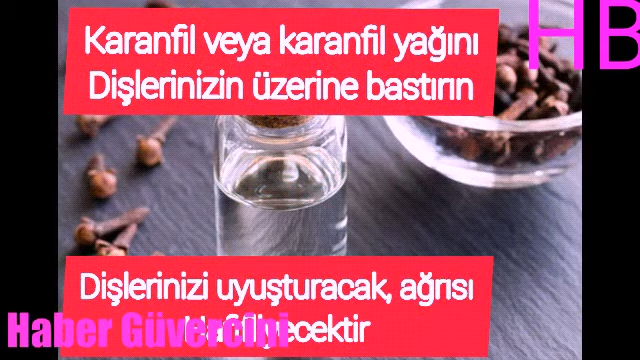 HB
Karanfil veya karanfil yağını
Dişlerinizin üzerine bastırın
Dişlerinizi uyuşturacak, ağrısı
Haber Güvercini